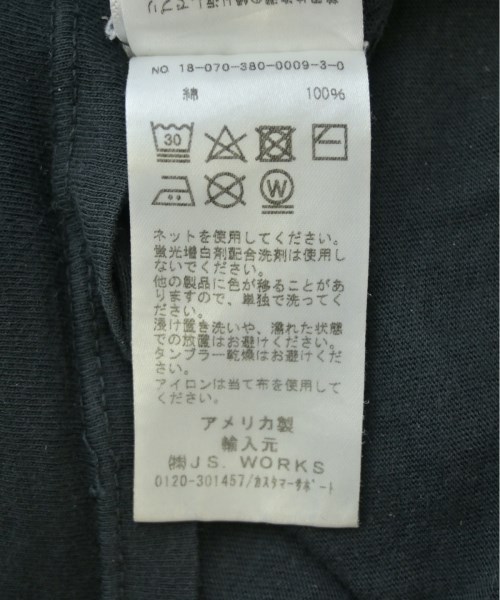 NO 18-070-380-0009-3-0
綿 100%
30
W
ネットを使用してください。
蛍光増白剤配合洗剤は使用し
ないでください。
他の製品に色が移ることがあ
りますので、単独で洗ってく
ださい。
浸け置き洗いや、濡れた状態
での放置はお避けください。
タンブラー乾燥はお避けくだ
さい。
アイロンは当て布を使用して
ください。
アメリカ製
輸入元
㈱JS. WORKS
0120-301457/カスタマーサポート